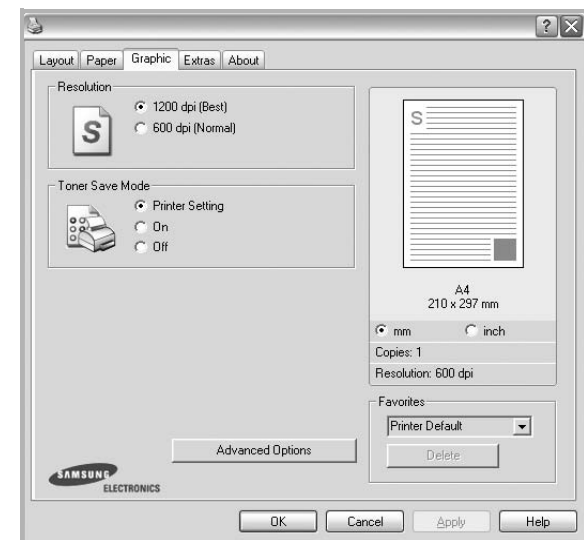 Layout Paper Graphic Extras About
Resolution
1200 dpi (Best)
600 dpi (Normal)
S
Toner Save Mode
Printer Setting
On
Off
S
A4
210 x 297 mm
mm inch
Copies: 1
Resolution: 600 dpi
Favorites
Printer Default
Delete
Advanced Options
SAMSUNG
ELECTRONICS
OK Cancel Apply Help